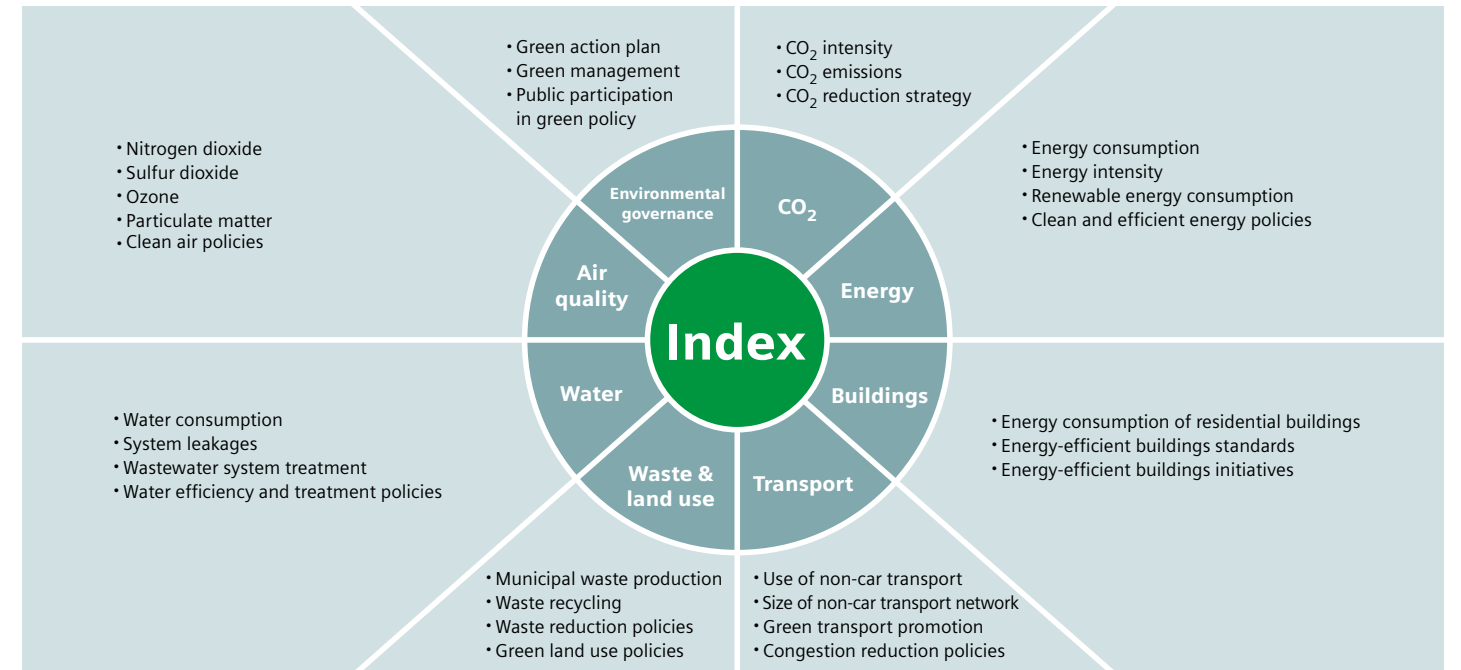 • Green action plan
• Green management
• Public participation
in green policy
• CO₂ intensity
• CO₂ emissions
• CO₂ reduction strategy
• Nitrogen dioxide
• Sulfur dioxide
• Ozone
• Particulate matter
• Clean air policies
• Energy consumption
• Energy intensity
• Renewable energy consumption
• Clean and efficient energy policies
Environmental
governance
CO₂
Air
quality
Energy
Index
Water
Buildings
Waste &
land use
Transport
• Water consumption
• System leakages
• Wastewater system treatment
• Water efficiency and treatment policies
• Energy consumption of residential buildings
• Energy-efficient buildings standards
• Energy-efficient buildings initiatives
• Municipal waste production
• Waste recycling
• Waste reduction policies
• Green land use policies
• Use of non-car transport
• Size of non-car transport network
• Green transport promotion
• Congestion reduction policies